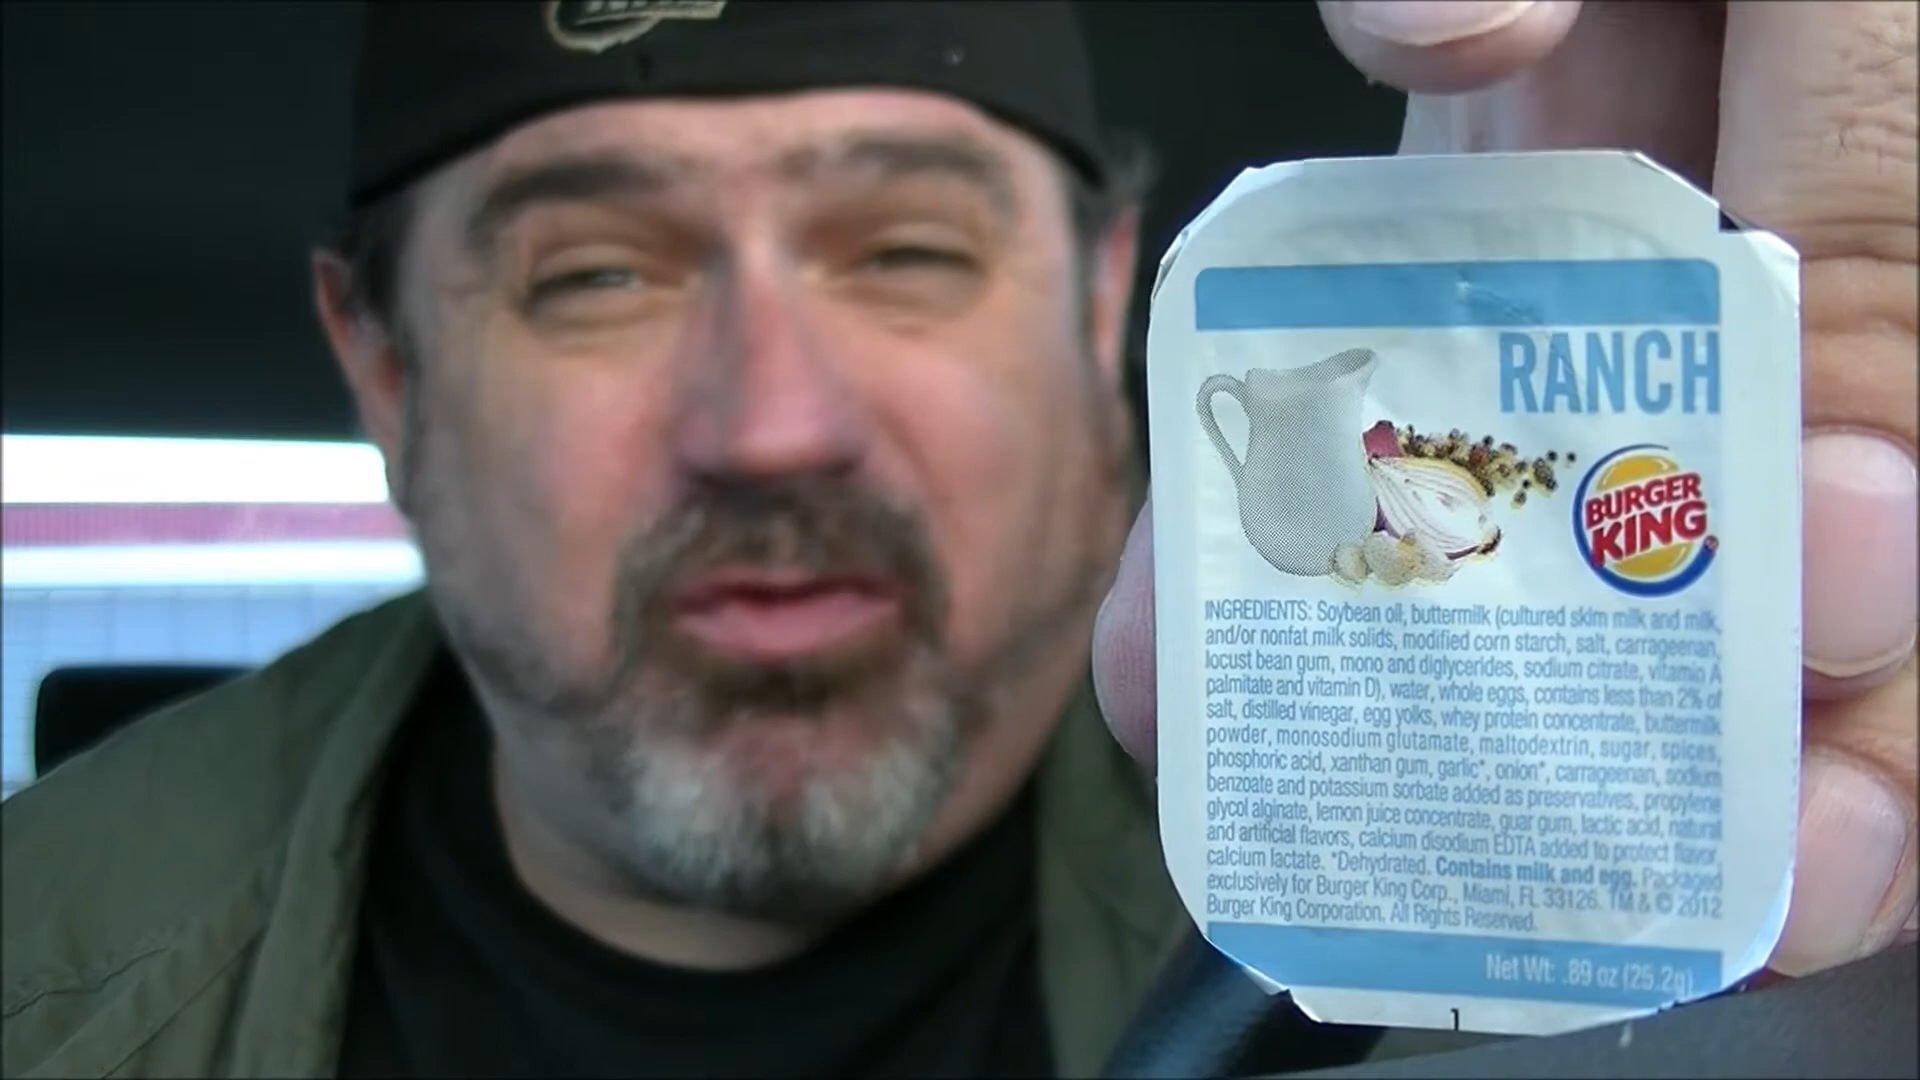 RANCH
BURGER
KING
INGREDIENTS: Soybean oil, buttermilk (cultured skim milk and milk,
and/or nonfat milk solids, modified corn starch, salt, carrageenan,
locust bean gum, mono and diglycerides, sodium citrate, vitamin A
palmitate and vitamin D), water, whole eggs, contains less than 2% of
salt, distilled vinegar, egg yolks, whey protein concentrate, buttermilk
powder, monosodium glutamate, maltodextrin, sugar, spices,
phosphoric acid, xanthan gum, garlic*, onion*, carrageenan, sodium
benzoate and potassium sorbate added as preservatives, propylene
glycol alginate, lemon juice concentrate, guar gum, lactic acid, natural
and artificial flavors, calcium disodium EDTA added to protect flavor,
calcium lactate. *Dehydrated. Contains milk and egg. Packaged
exclusively for Burger King Corp., Miami, FL 33126. TM & © 2012
Burger King Corporation. All Rights Reserved.
Net Wt: .89 oz (25.2g)
1